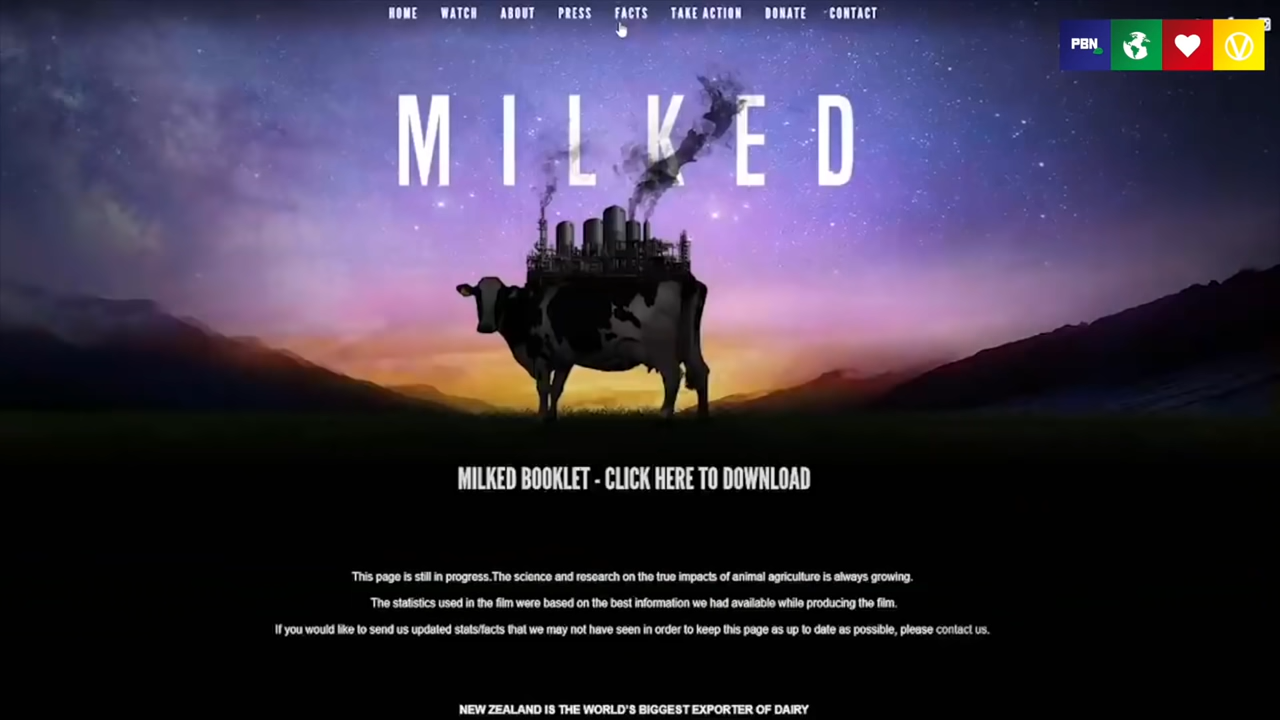 HOME WATCH ABOUT PRESS FACTS TAKE ACTION DONATE CONTACT
PBN
MILKED
MILKED BOOKLET - CLICK HERE TO DOWNLOAD
This page is still in progress.The science and research on the true impacts of animal agriculture is always growing.
The statistics used in the film were based on the best information we had available while producing the film.
If you would like to send us updated stats/facts that we may not have seen in order to keep this page as up to date as possible, please contact us.
NEW ZEALAND IS THE WORLD'S BIGGEST EXPORTER OF DAIRY